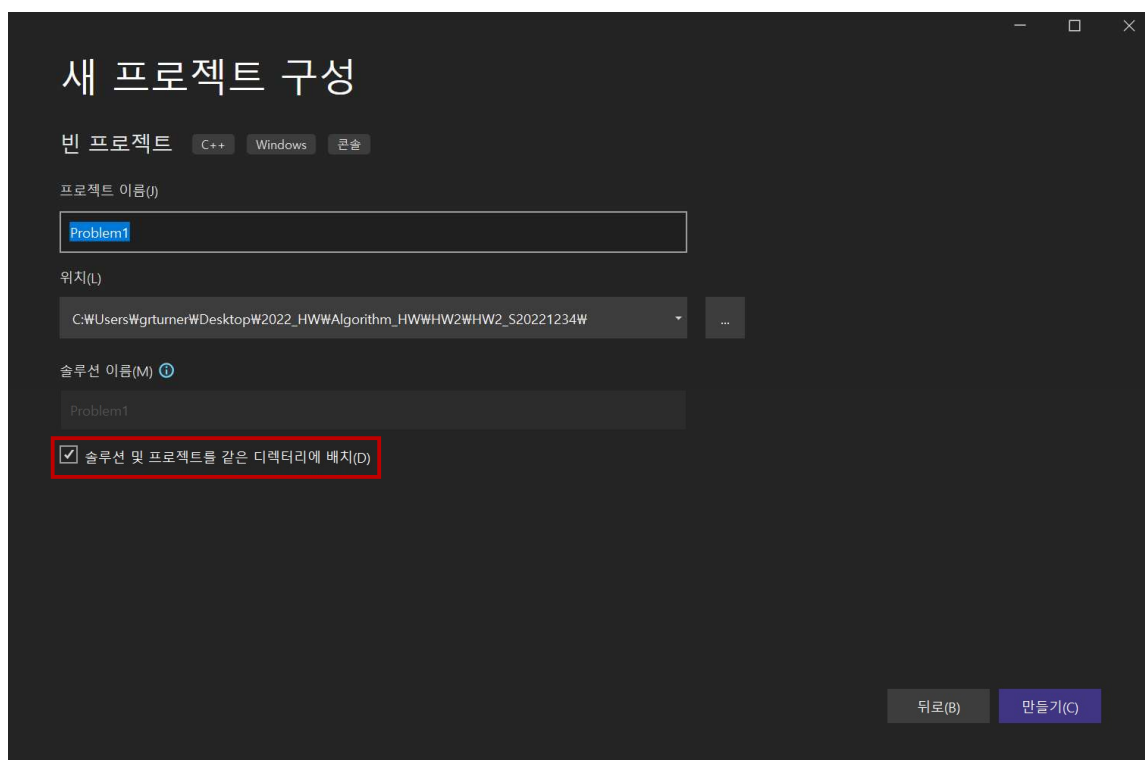 새 프로젝트 구성
빈 프로젝트 C++ Windows 콘솔
프로젝트 이름(J)
Problem1
위치(L)
C:₩Users₩grturner₩Desktop₩2022_HW₩Algorithm_HW₩HW2₩HW2_S20221234₩
...
솔루션 이름(M)
Problem1
솔루션 및 프로젝트를 같은 디렉터리에 배치(D)
뒤로(B) 만들기(C)